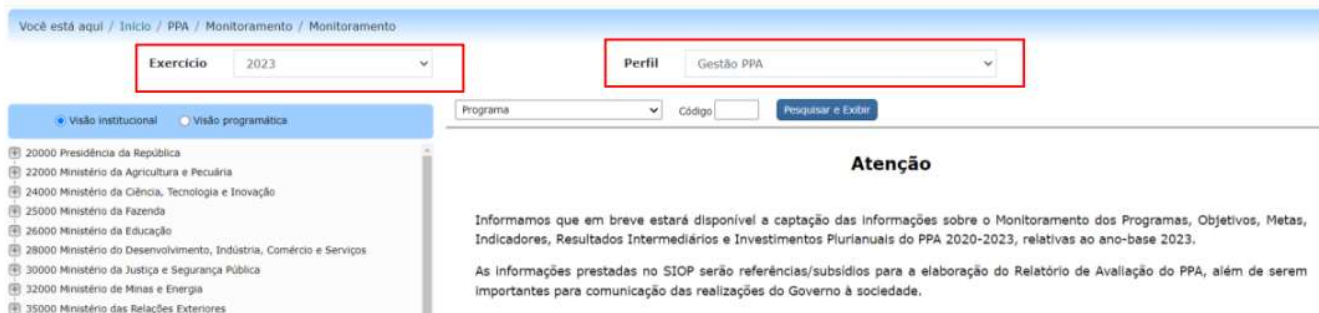 Você está aqui / Início / PPA / Monitoramento / Monitoramento
Exercício 2023
Perfil Gestão PPA
Visão institucional Visão programática
20000 Presidência da República
22000 Ministério da Agricultura e Pecuária
24000 Ministério da Ciência, Tecnologia e Inovação
25000 Ministério da Fazenda
26000 Ministério da Educação
28000 Ministério do Desenvolvimento, Indústria, Comércio e Serviços
30000 Ministério da Justiça e Segurança Pública
32000 Ministério de Minas e Energia
35000 Ministério das Relações Exteriores
Programa Código Pesquisar e Exibir
Atenção
Informamos que em breve estará disponível a captação das informações sobre o Monitoramento dos Programas, Objetivos, Metas,
Indicadores, Resultados Intermediários e Investimentos Plurianuais do PPA 2020-2023, relativas ao ano-base 2023.
As informações prestadas no SIOP serão referências/subsídios para a elaboração do Relatório de Avaliação do PPA, além de serem
importantes para comunicação das realizações do Governo à sociedade.